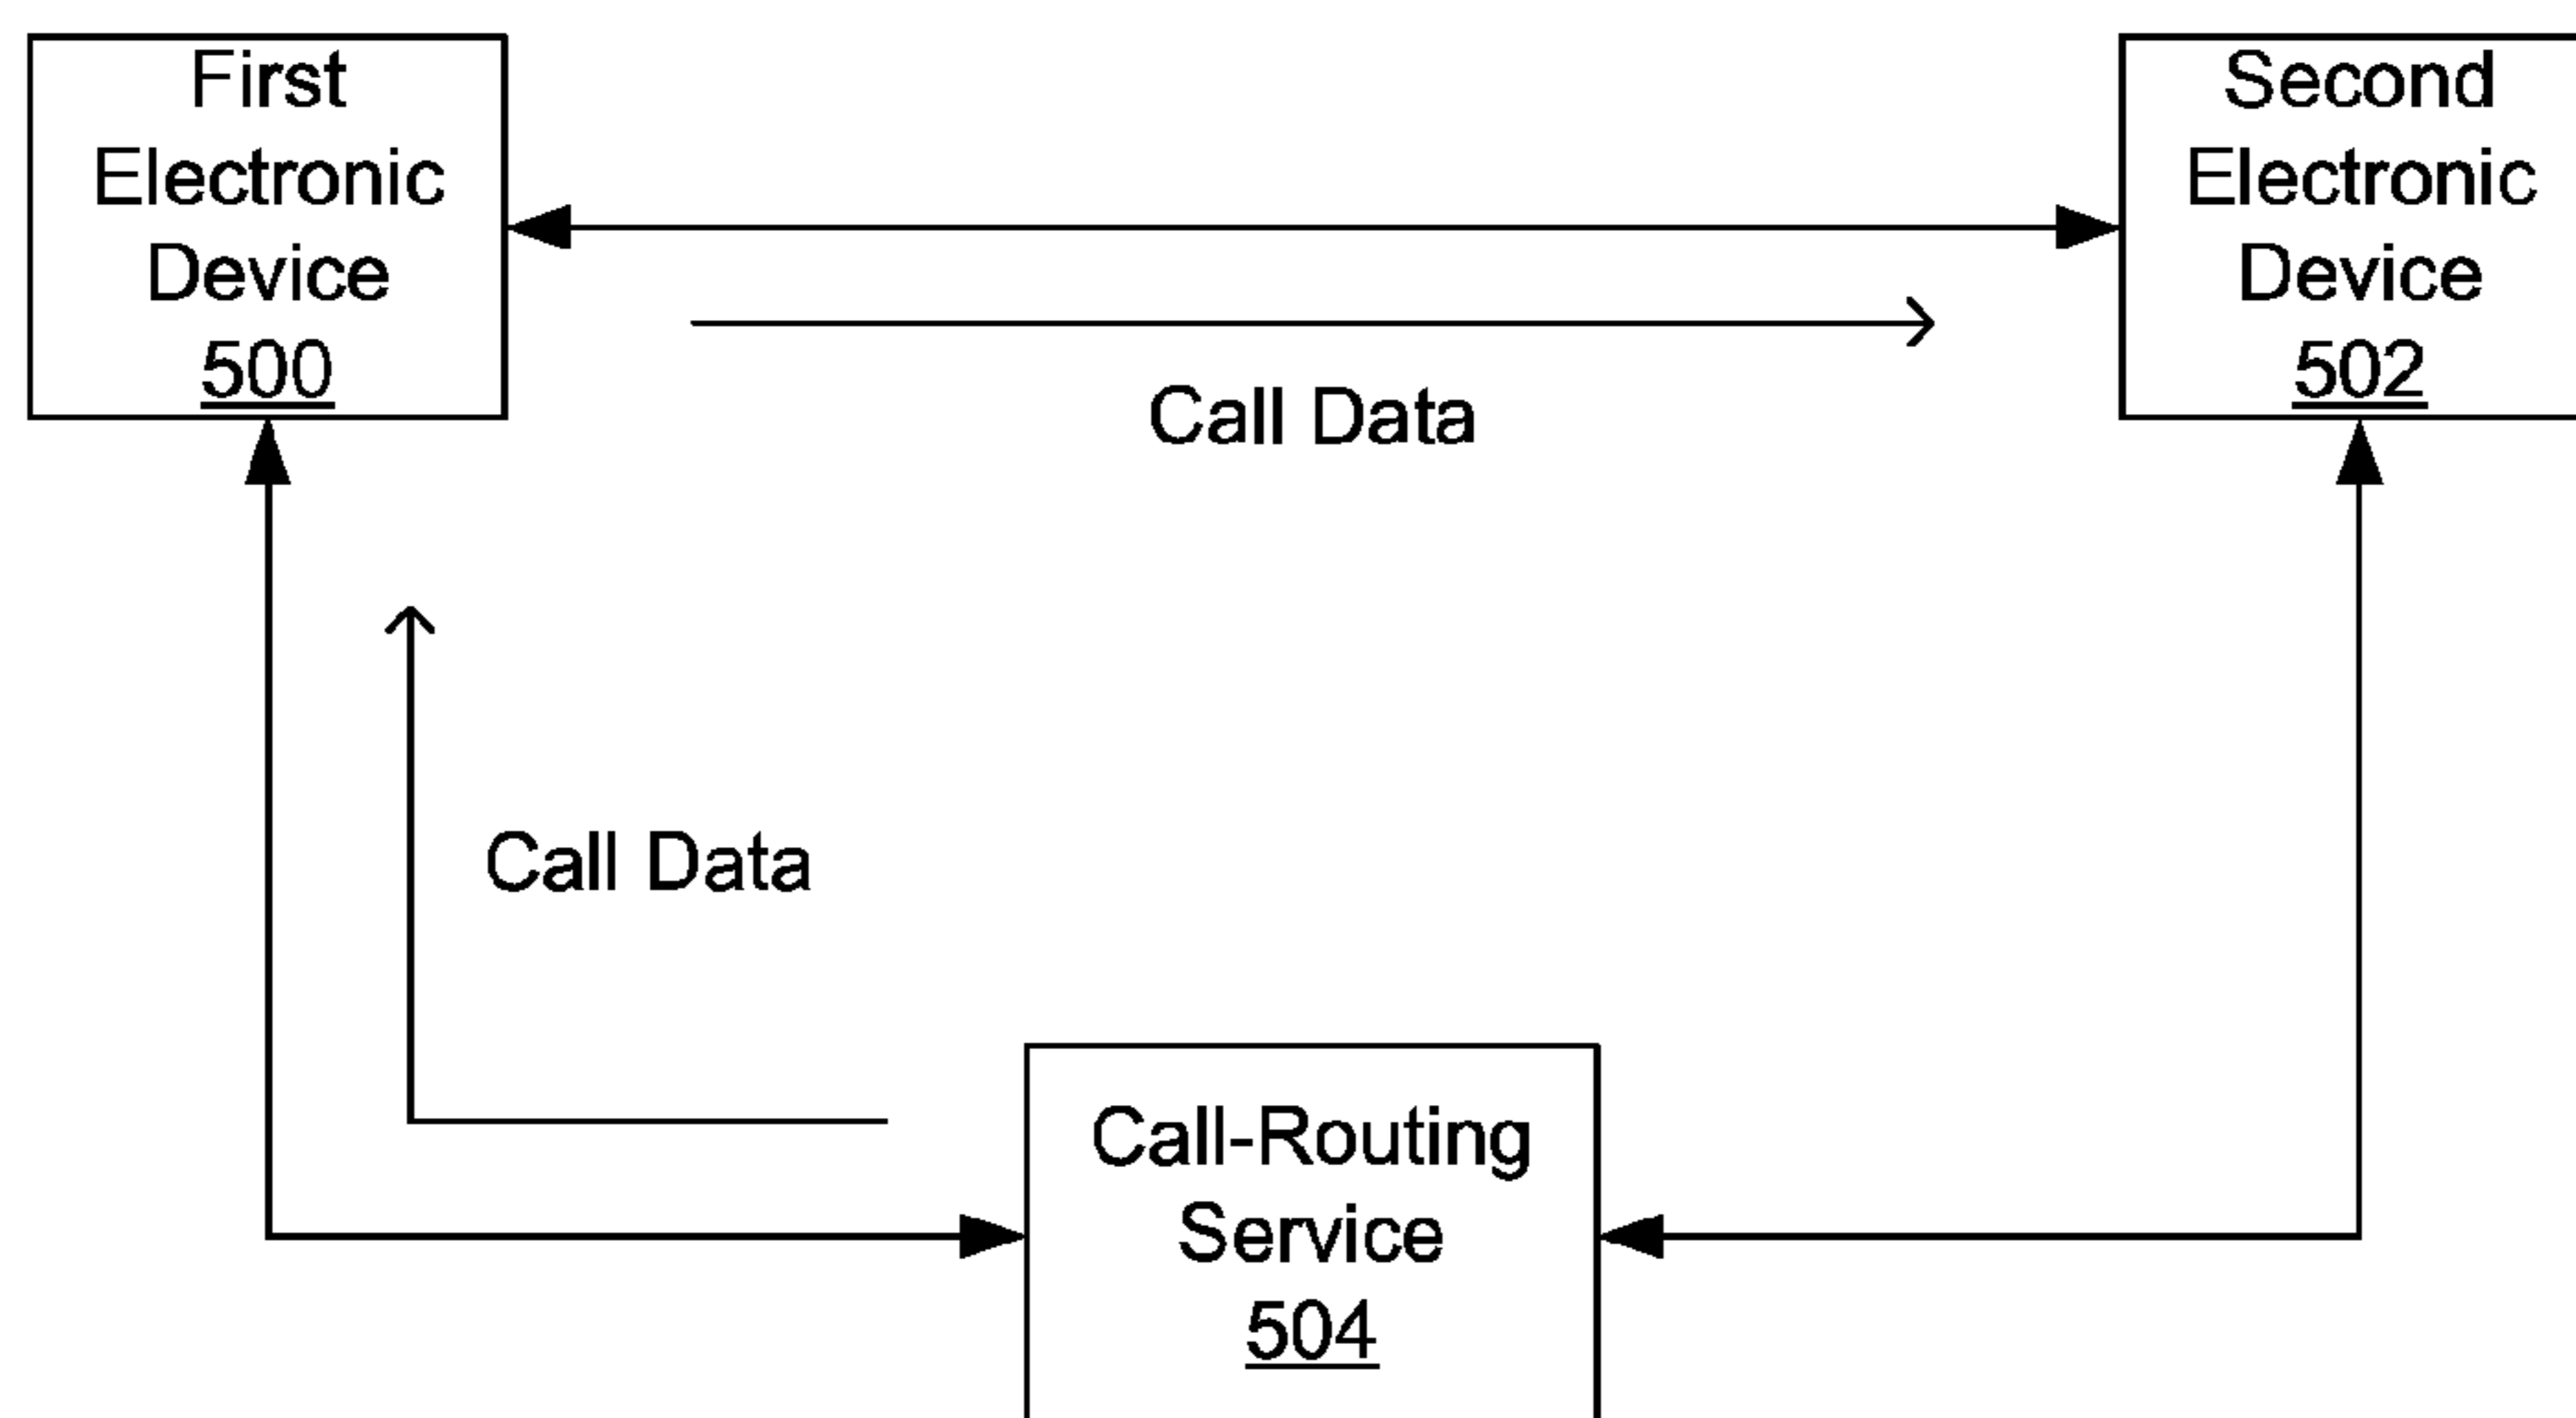 First
Electronic
Device
500
Second
Electronic
Device
502
Call Data
Call Data
Call-Routing
Service
504